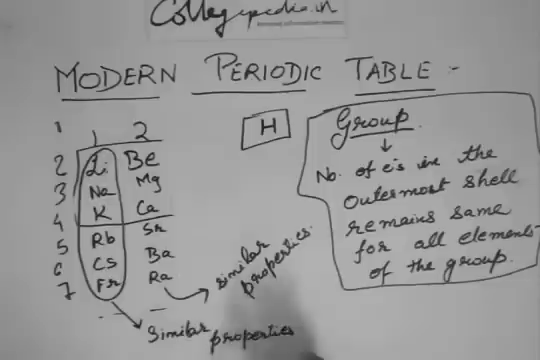 Collegepedia.in
MODERN PERIODIC TABLE :-
1 1 2 H
2 Li Be
3 Na Mg
4 K Ca
5 Rb Sr
6 Cs Ba
7 Fr Ra
similar properties
similar properties.
Group
No. of e's in the
outermost shell
remains same
for all elements
of the group.